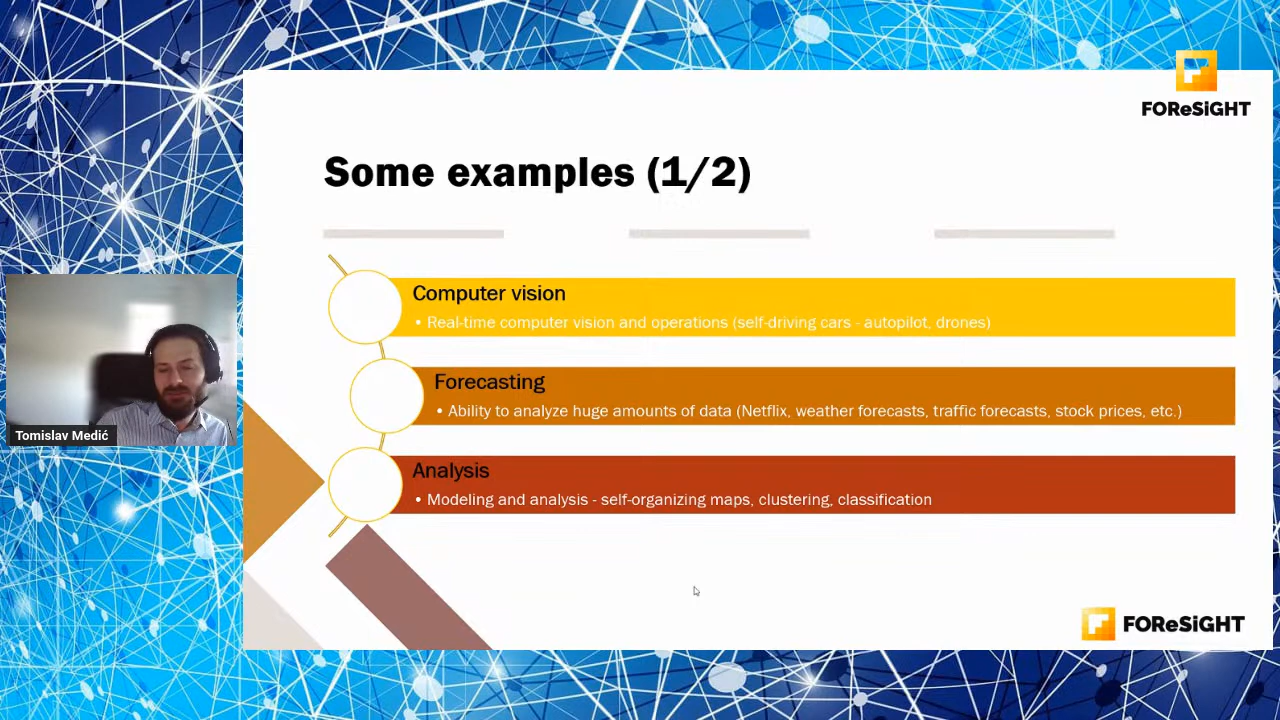 FOReSiGHT
Some examples (1/2)
Computer vision
• Real-time computer vision and operations (self-driving cars - autopilot, drones)
Forecasting
• Ability to analyze huge amounts of data (Netflix, weather forecasts, traffic forecasts, stock prices, etc.)
Analysis
• Modeling and analysis - self-organizing maps, clustering, classification
Tomislav Medić
FOReSiGHT